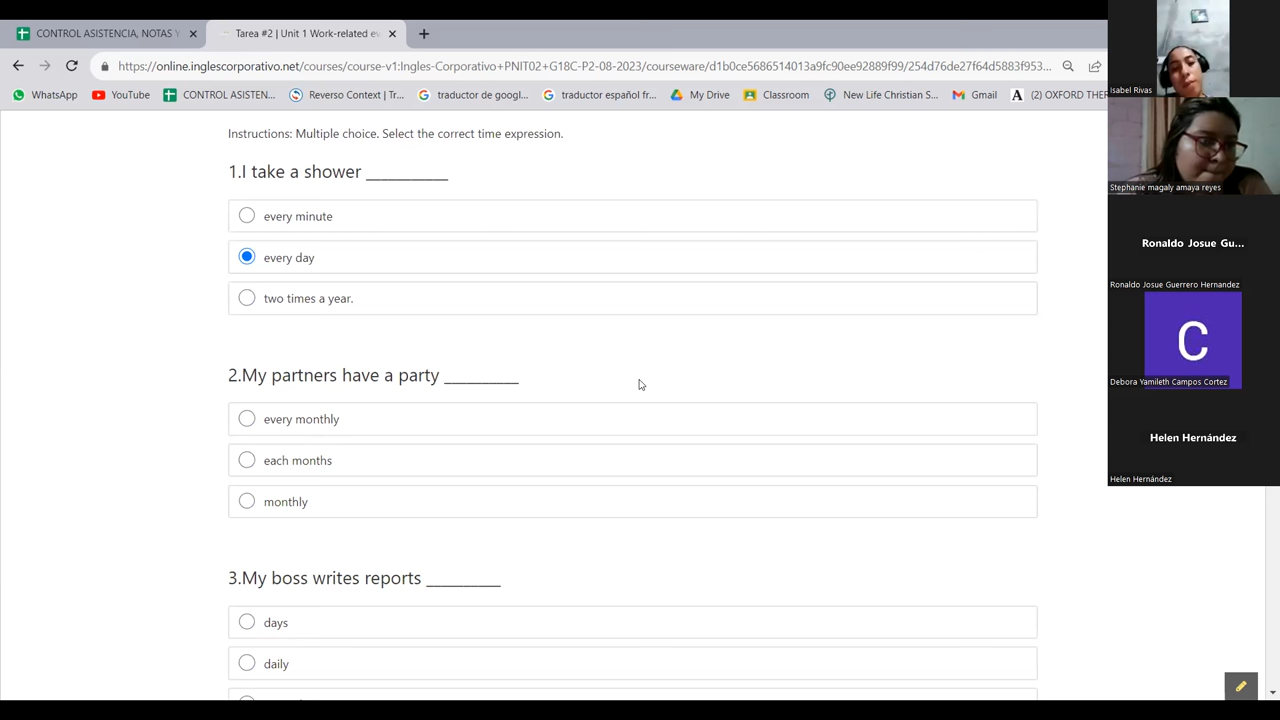 CONTROL ASISTENCIA, NOTAS Y
Tarea #2 | Unit 1 Work-related ev
https://online.inglescorporativo.net/courses/course-v1:Ingles-Corporativo+PNIT02+G18C-P2-08-2023/courseware/d1b0ce5686514013a9fc90ee92889f99/254d76de27f64d5883f953...
WhatsApp
YouTube
CONTROL ASISTEN...
Reverso Context | Tr...
traductor de googl...
traductor español fr...
My Drive
Classroom
New Life Christian S...
Gmail
A
(2) OXFORD THE
Instructions: Multiple choice. Select the correct time expression.
1.I take a shower ___________
every minute
every day
two times a year.
2.My partners have a party __________
every monthly
each months
monthly
3.My boss writes reports __________
days
daily
Isabel Rivas
Stephanie magaly amaya reyes
Ronaldo Josue Gu...
Ronaldo Josue Guerrero Hernandez
C
Debora Yamileth Campos Cortez
Helen Hernández
Helen Hernández